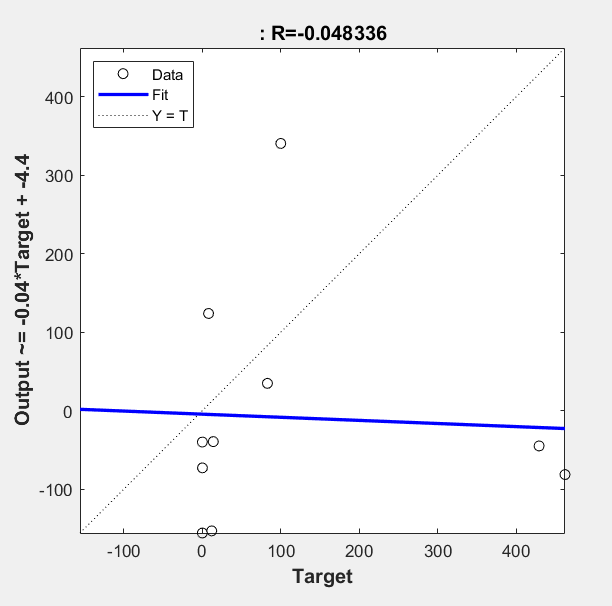 : R=-0.048336
Data
Fit
Y = T
Output ~= -0.04*Target + -4.4
400
300
200
100
0
-100
-100 0 100 200 300 400
Target